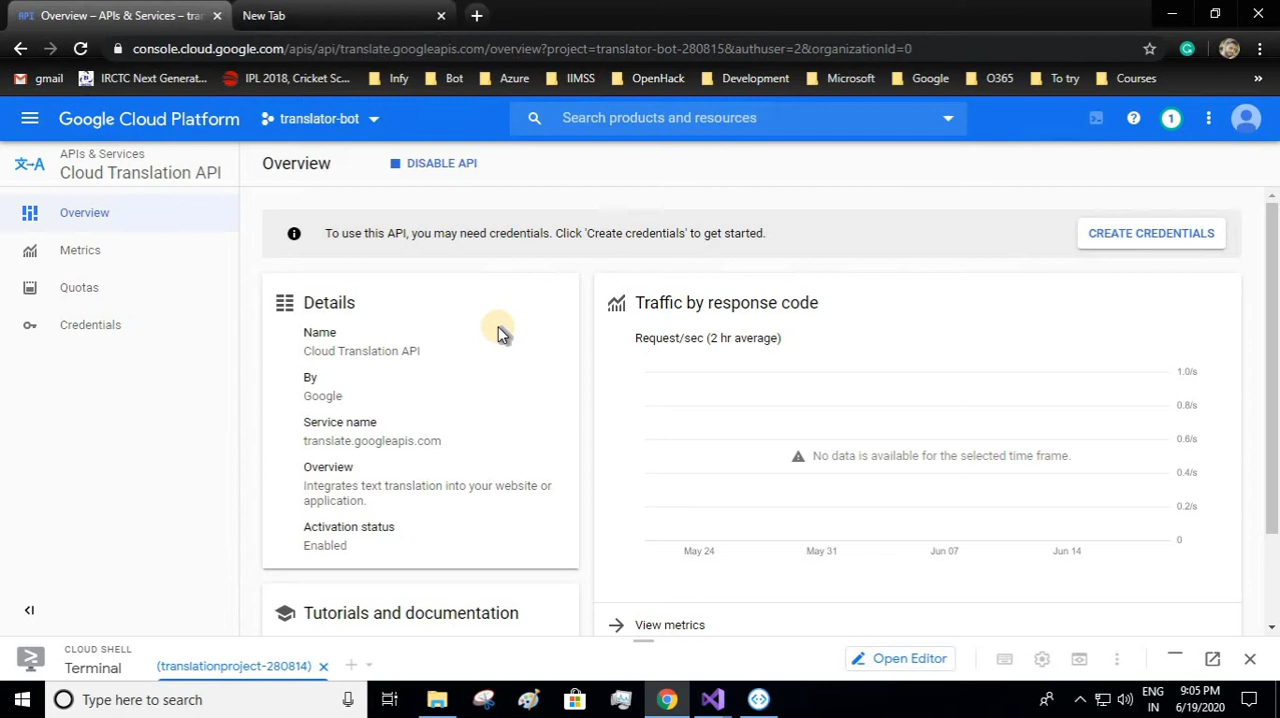 API Overview – APIs & Services – tra
New Tab
console.cloud.google.com/apis/api/translate.googleapis.com/overview?project=translator-bot-280815&authuser=2&organizationId=0
gmail
IRCTC Next Generat...
IPL 2018, Cricket Sc...
Infy
Bot
Azure
IIMSS
OpenHack
Development
Microsoft
Google
O365
To try
Courses
»
Google Cloud Platform
translator-bot
Search products and resources
1
APIs & Services
Cloud Translation API
Overview
DISABLE API
Overview
Metrics
Quotas
Credentials
To use this API, you may need credentials. Click 'Create credentials' to get started.
CREATE CREDENTIALS
Details
Name
Cloud Translation API
By
Google
Service name
translate.googleapis.com
Overview
Integrates text translation into your website or
application.
Activation status
Enabled
Tutorials and documentation
Traffic by response code
Request/sec (2 hr average)
1.0/s
0.8/s
0.6/s
No data is available for the selected time frame.
0.4/s
0.2/s
0
May 24
May 31
Jun 07
Jun 14
View metrics
CLOUD SHELL
Terminal
(translationproject-280814)
Open Editor
Type here to search
ENG
IN
9:05 PM
6/19/2020